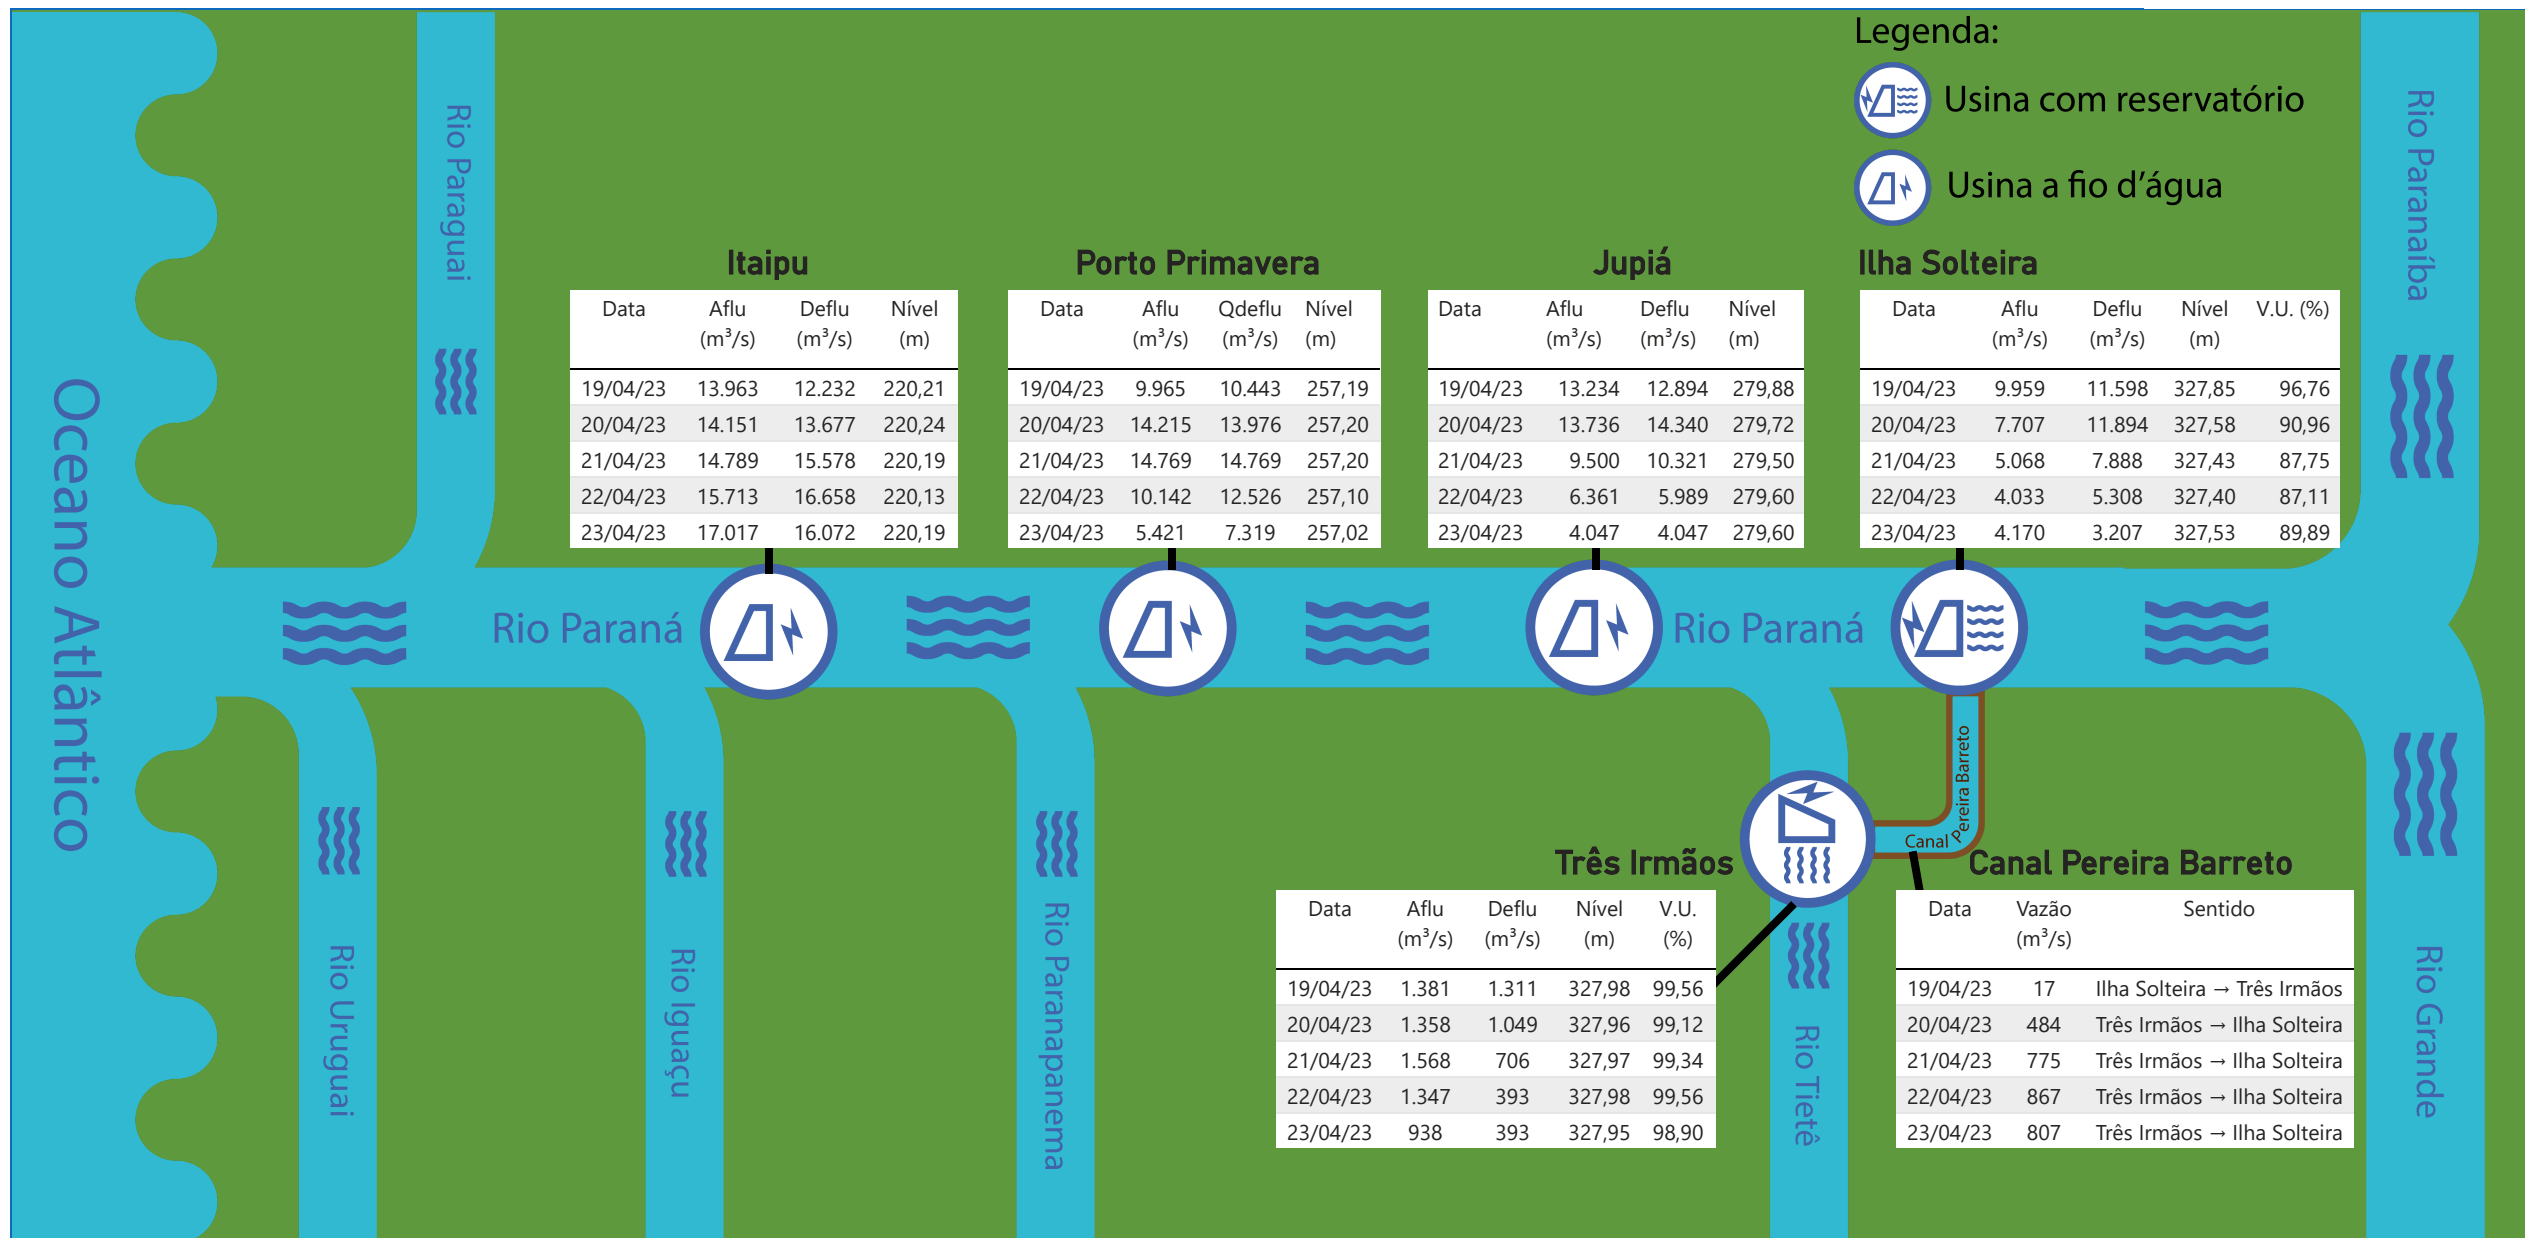 Legenda:
Usina com reservatório
Usina a fio d'água
Oceano Atlântico
Rio Paraguai
Rio Paranaíba
Itaipu
Data Aflu Deflu Nível
(m³/s) (m³/s) (m)
19/04/23 13.963 12.232 220,21
20/04/23 14.151 13.677 220,24
21/04/23 14.789 15.578 220,19
22/04/23 15.713 16.658 220,13
23/04/23 17.017 16.072 220,19
Porto Primavera
Data Aflu Qdeflu Nível
(m³/s) (m³/s) (m)
19/04/23 9.965 10.443 257,19
20/04/23 14.215 13.976 257,20
21/04/23 14.769 14.769 257,20
22/04/23 10.142 12.526 257,10
23/04/23 5.421 7.319 257,02
Jupiá
Data Aflu Deflu Nível
(m³/s) (m³/s) (m)
19/04/23 13.234 12.894 279,88
20/04/23 13.736 14.340 279,72
21/04/23 9.500 10.321 279,50
22/04/23 6.361 5.989 279,60
23/04/23 4.047 4.047 279,60
Ilha Solteira
Data Aflu Deflu Nível V.U. (%)
(m³/s) (m³/s) (m)
19/04/23 9.959 11.598 327,85 96,76
20/04/23 7.707 11.894 327,58 90,96
21/04/23 5.068 7.888 327,43 87,75
22/04/23 4.033 5.308 327,40 87,11
23/04/23 4.170 3.207 327,53 89,89
Rio Paraná
Rio Paraná
Canal Pereira Barreto
Três Irmãos
Data Aflu Deflu Nível V.U.
(m³/s) (m³/s) (m) (%)
19/04/23 1.381 1.311 327,98 99,56
20/04/23 1.358 1.049 327,96 99,12
21/04/23 1.568 706 327,97 99,34
22/04/23 1.347 393 327,98 99,56
23/04/23 938 393 327,95 98,90
Canal Pereira Barreto
Data Vazão Sentido
(m³/s)
19/04/23 17 Ilha Solteira → Três Irmãos
20/04/23 484 Três Irmãos → Ilha Solteira
21/04/23 775 Três Irmãos → Ilha Solteira
22/04/23 867 Três Irmãos → Ilha Solteira
23/04/23 807 Três Irmãos → Ilha Solteira
Rio Uruguai
Rio Iguaçu
Rio Paranapanema
Rio Tietê
Rio Grande